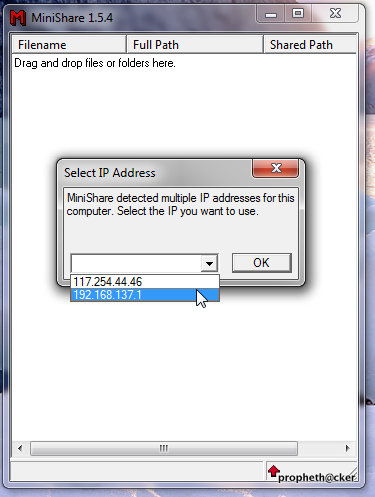 MiniShare 1.5.4
Filename Full Path Shared Path
Drag and drop files or folders here.
Select IP Address
MiniShare detected multiple IP addresses for this
computer. Select the IP you want to use.
OK
117.254.44.46
192.168.137.1
propheth@cker